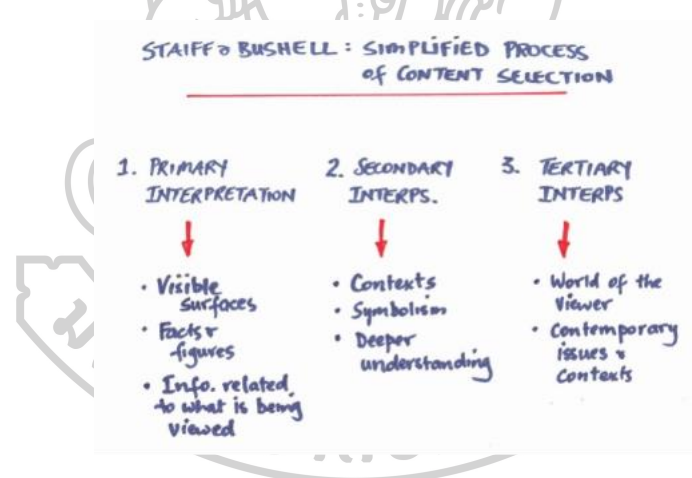 STAIFF & BUSHELL : SIMPLIFIED PROCESS
of CONTENT SELECTION
1. PRIMARY
INTERPRETATION
• Visible
surfaces
• Facts &
figures
• Info. related
to what is being
viewed
2. SECONDARY
INTERPS.
• Contexts
• Symbolism
• Deeper
understanding
3. TERTIARY
INTERPS
• World of the
Viewer
• Contemporary
issues &
contexts